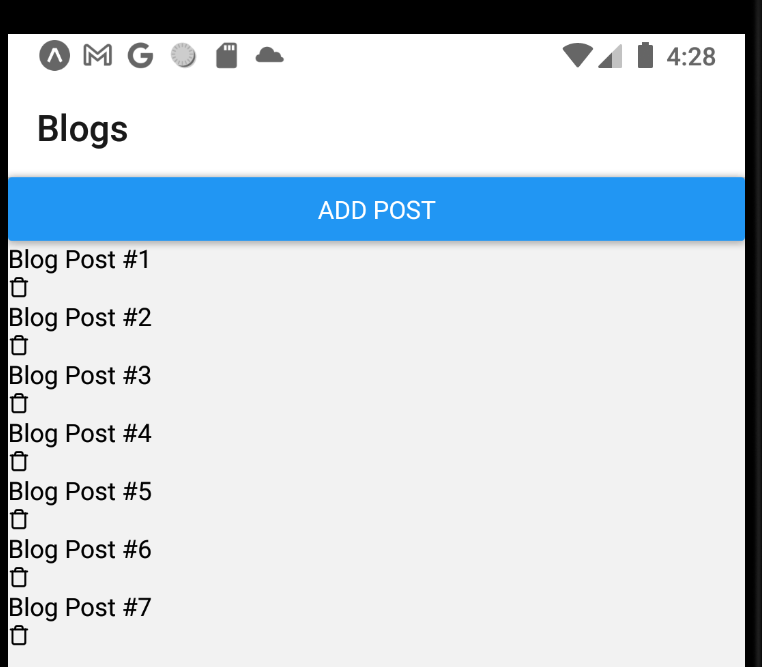 4:28
Blogs
ADD POST
Blog Post #1
Blog Post #2
Blog Post #3
Blog Post #4
Blog Post #5
Blog Post #6
Blog Post #7